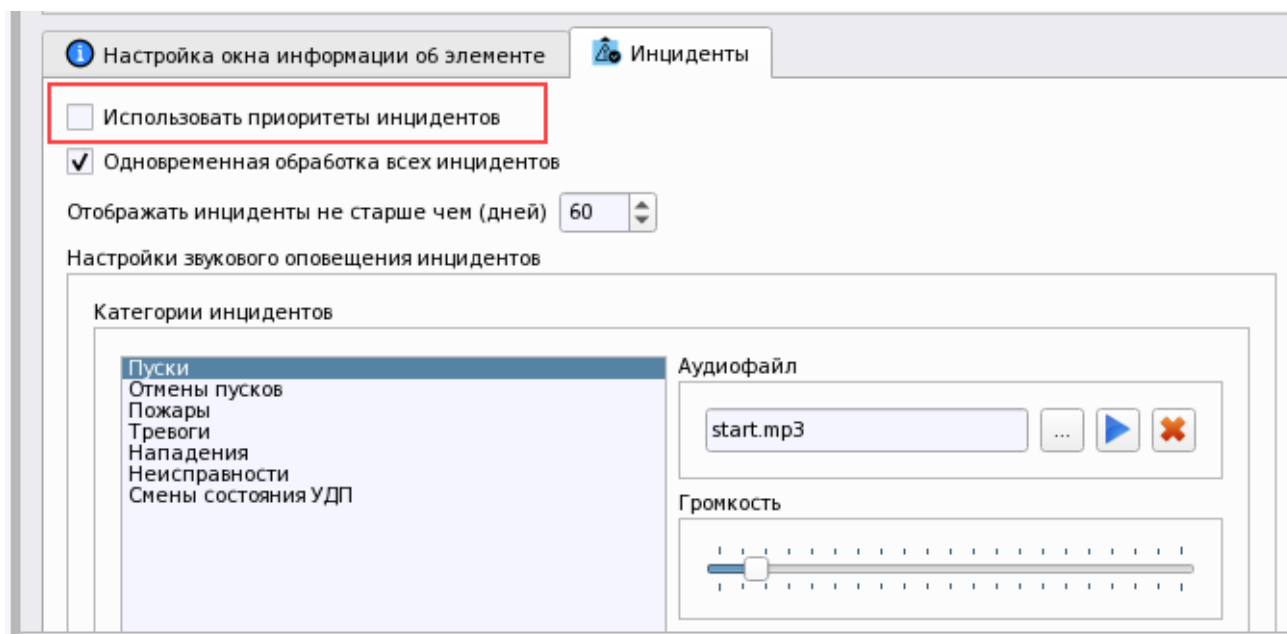 Настройка окна информации об элементе
Инциденты
Использовать приоритеты инцидентов
Одновременная обработка всех инцидентов
Отображать инциденты не старше чем (дней) 60
Настройки звукового оповещения инцидентов
Категории инцидентов
Пуски
Отмены пусков
Пожары
Тревоги
Нападения
Неисправности
Смены состояния УДП
Аудиофайл
start.mp3 ...
Громкость